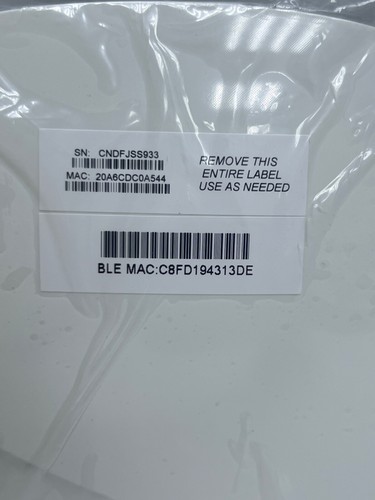 SN: CNDFJSS933
MAC: 20A6CDC0A544
REMOVE THIS
ENTIRE LABEL
USE AS NEEDED
BLE MAC:C8FD194313DE